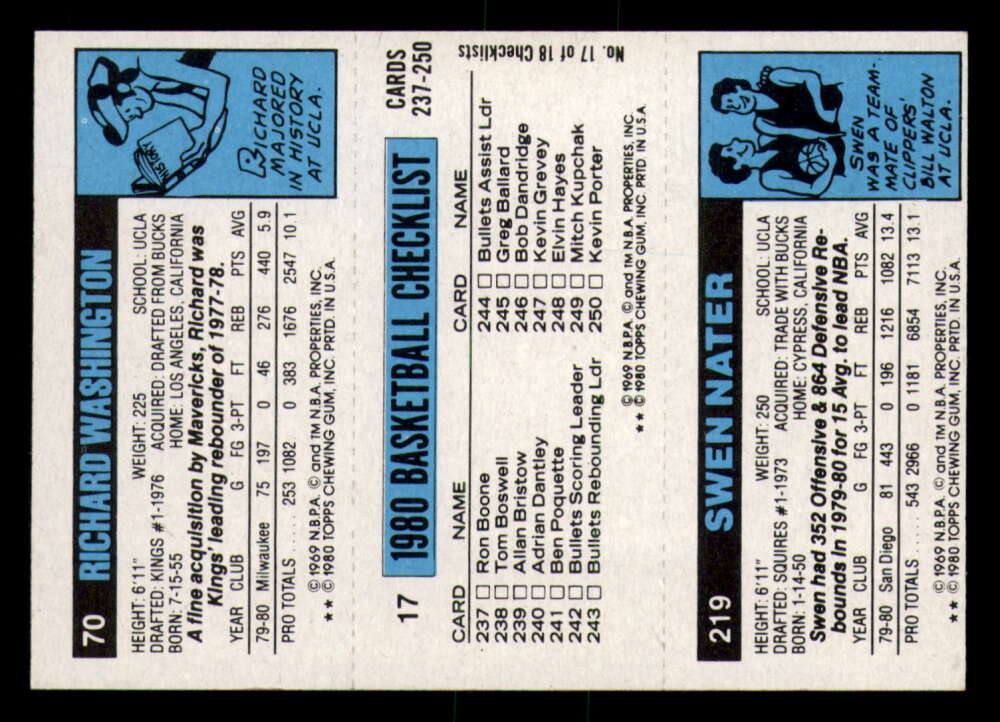 70 RICHARD WASHINGTON
HEIGHT: 6'11" WEIGHT: 225 SCHOOL: UCLA
DRAFTED: KINGS #1-1976 ACQUIRED: DRAFTED FROM BUCKS
BORN: 7-15-55 HOME: LOS ANGELES, CALIFORNIA
A fine acquisition by Mavericks, Richard was
Kings' leading rebounder of 1977-78.
YEAR CLUB G FG 3-PT FT REB PTS AVG
79-80 Milwaukee 75 197 0 46 276 440 5.9
PRO TOTALS..... 253 1082 0 383 1676 2547 10.1
© 1969 N.B.P.A. © and TM N.B.A. PROPERTIES, INC.
★★ © 1980 TOPPS CHEWING GUM, INC. PRTD IN U.S.A.
HISTORY
RICHARD
MAJORED
IN HISTORY
AT UCLA.
17 1980 BASKETBALL CHECKLIST CARDS
237-250
CARD NAME CARD NAME
237 □ Ron Boone 244 □ Bullets Assist Ldr
238 □ Tom Boswell 245 □ Greg Ballard
239 □ Allan Bristow 246 □ Bob Dandridge
240 □ Adrian Dantley 247 □ Kevin Grevey
241 □ Ben Poquette 248 □ Elvin Hayes
242 □ Bullets Scoring Leader 249 □ Mitch Kupchak
243 □ Bullets Rebounding Ldr 250 □ Kevin Porter
No. 17 of 18 Checklists
© 1969 N.B.P.A. © and TM N.B.A. PROPERTIES, INC.
★★ © 1980 TOPPS CHEWING GUM, INC. PRTD IN U.S.A.
219 SWEN NATER
HEIGHT: 6'11" WEIGHT: 250 SCHOOL: UCLA
DRAFTED: SQUIRES #1-1973 ACQUIRED: TRADE WITH BUCKS
BORN: 1-14-50 HOME: CYPRESS, CALIFORNIA
Swen had 352 Offensive & 864 Defensive Re-
bounds in 1979-80 for 15 Avg. to lead NBA.
YEAR CLUB G FG 3-PT FT REB PTS AVG
79-80 San Diego 81 443 0 196 1216 1082 13.4
PRO TOTALS..... 543 2966 0 1181 6854 7113 13.1
© 1969 N.B.P.A. © and TM N.B.A. PROPERTIES, INC.
★★ © 1980 TOPPS CHEWING GUM, INC. PRTD IN U.S.A.
SWEN
WAS A TEAM-
MATE OF
CLIPPERS'
BILL WALTON
AT UCLA.